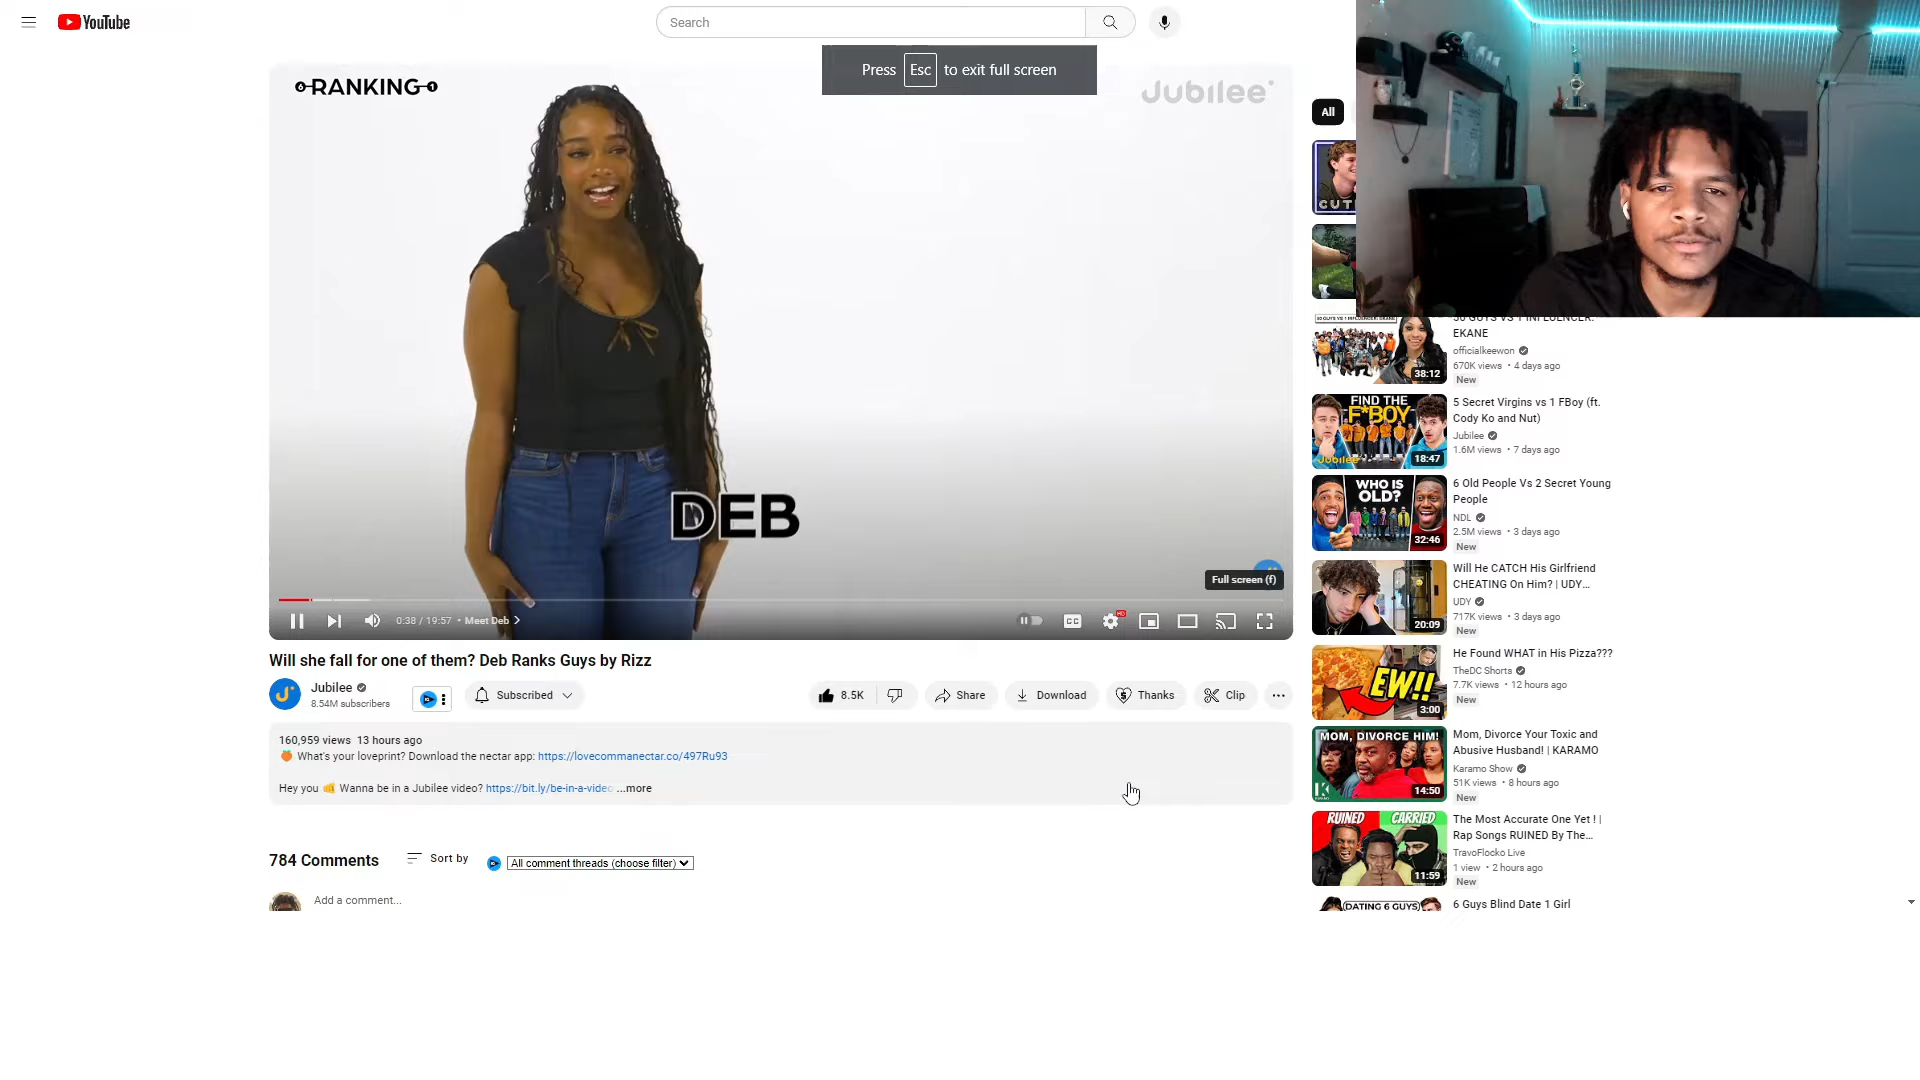 YouTube
Search
Press Esc to exit full screen
6 RANKING 1
Jubilee
DEB
Full screen (f)
0:38 / 19:57 • Meet Deb
CC
HD
Will she fall for one of them? Deb Ranks Guys by Rizz
Jubilee
8.54M subscribers
Subscribed
8.5K
Share
Download
Thanks
Clip
160,959 views 13 hours ago
What's your loveprint? Download the nectar app: https://lovecommanectar.co/497Ru93
Hey you Wanna be in a Jubilee video? https://bit.ly/be-in-a-video ...more
784 Comments
Sort by
All comment threads (choose filter)
Add a comment...
All
CUT
50 GUYS VS 1 INFLUENCER:
EKANE
officialkeewon
670K views • 4 days ago
New
38:12
FIND THE
F*BOY
Jubilee
18:47
5 Secret Virgins vs 1 FBoy (ft.
Cody Ko and Nut)
Jubilee
1.6M views • 7 days ago
WHO IS
OLD?
32:46
6 Old People Vs 2 Secret Young
People
NDL
2.5M views • 3 days ago
New
20:09
Will He CATCH His Girlfriend
CHEATING On Him? | UDY...
UDY
717K views • 3 days ago
New
EW!!
3:00
He Found WHAT in His Pizza???
TheDC Shorts
7.7K views • 12 hours ago
New
MOM, DIVORCE HIM!
K
14:50
Mom, Divorce Your Toxic and
Abusive Husband! | KARAMO
Karamo Show
51K views • 8 hours ago
New
RUINED
CARRIED
11:59
The Most Accurate One Yet ! |
Rap Songs RUINED By The...
TravoFlocko Live
1 view • 2 hours ago
New
DATING 6 GUYS
6 Guys Blind Date 1 Girl